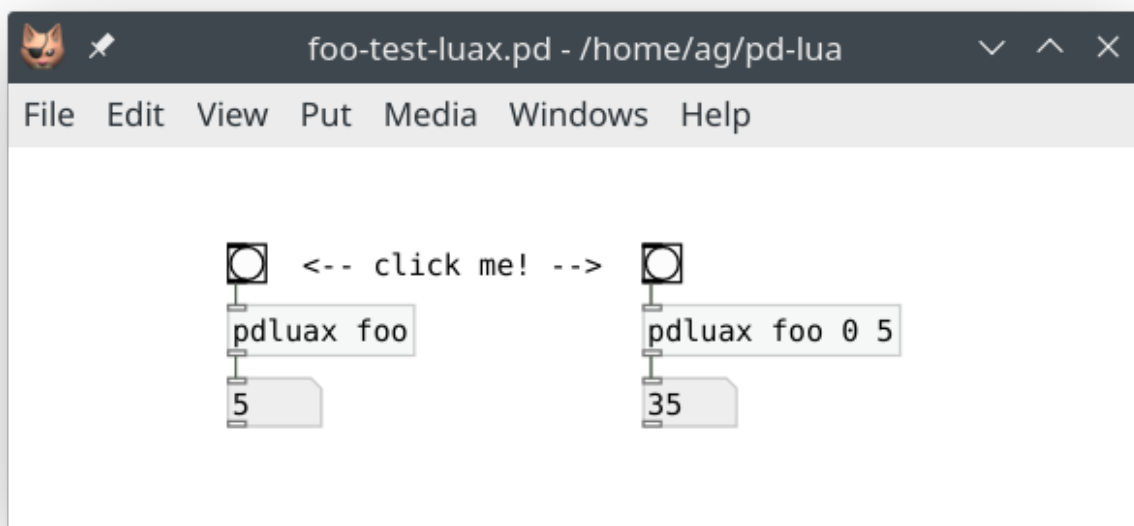 foo-test-luax.pd - /home/ag/pd-lua
File Edit View Put Media Windows Help
<-- click me! -->
pdluax foo pdluax foo 0 5
5 35